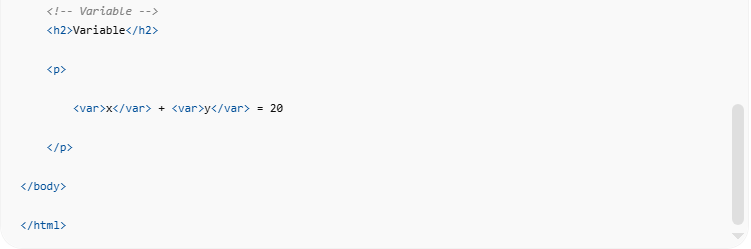 <!-- Variable -->
<h2>Variable</h2>
<p>
<var>x</var> + <var>y</var> = 20
</p>
</body>
</html>